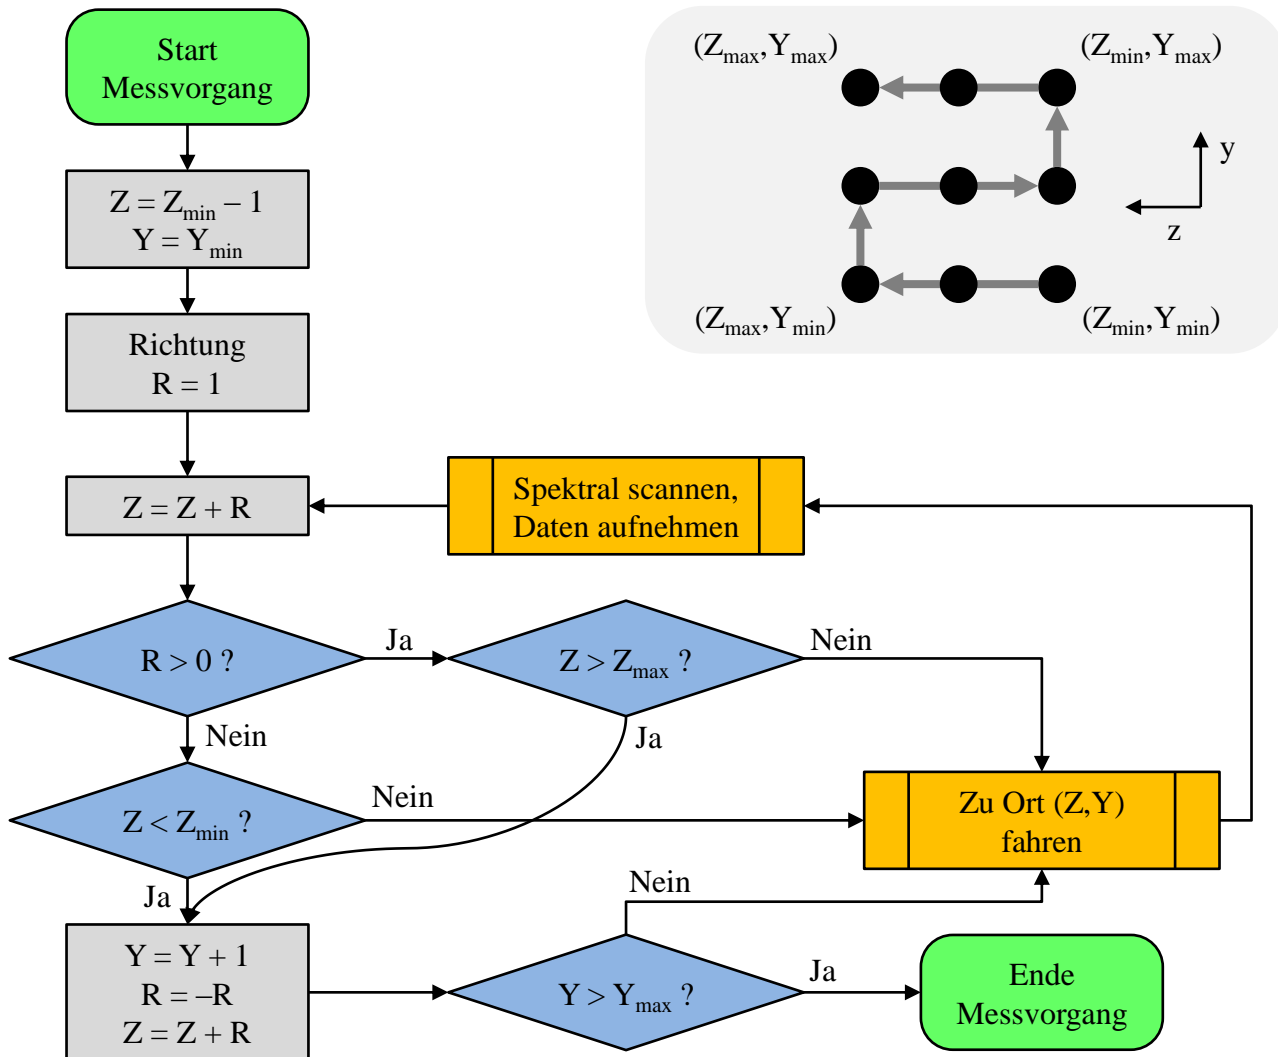 Start
Messvorgang
(Zmax,Ymax)
(Zmin,Ymax)
y
z
(Zmax,Ymin)
(Zmin,Ymin)
Z = Zmin – 1
Y = Ymin
Richtung
R = 1
Z = Z + R
Spektral scannen,
Daten aufnehmen
R > 0 ?
Ja
Z > Zmax ?
Nein
Nein
Ja
Z < Zmin ?
Nein
Zu Ort (Z,Y)
fahren
Ja
Nein
Y = Y + 1
R = –R
Z = Z + R
Y > Ymax ?
Ja
Ende
Messvorgang